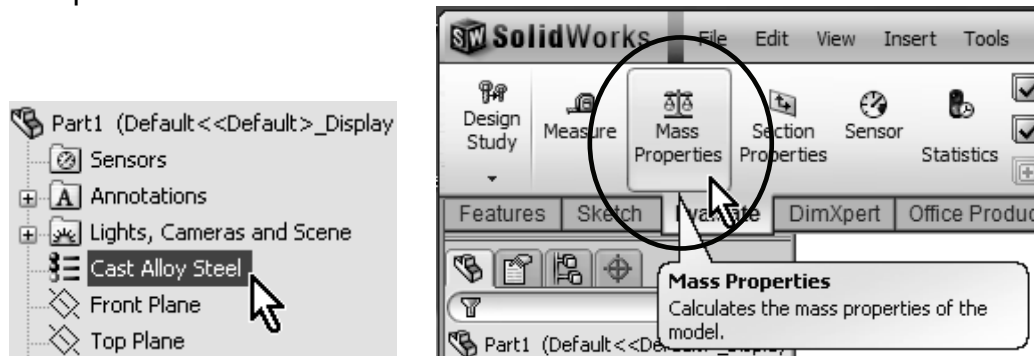 Part1 (Default<<Default>_Display
Sensors
Annotations
Lights, Cameras and Scene
Cast Alloy Steel
Front Plane
Top Plane
SolidWorks File Edit View Insert Tools
Design Study
Measure
Mass Properties
Section Properties
Sensor
Statistics
Features Sketch Evaluate DimXpert Office Produc
Mass Properties
Calculates the mass properties of the
model.
Part1 (Default<<De